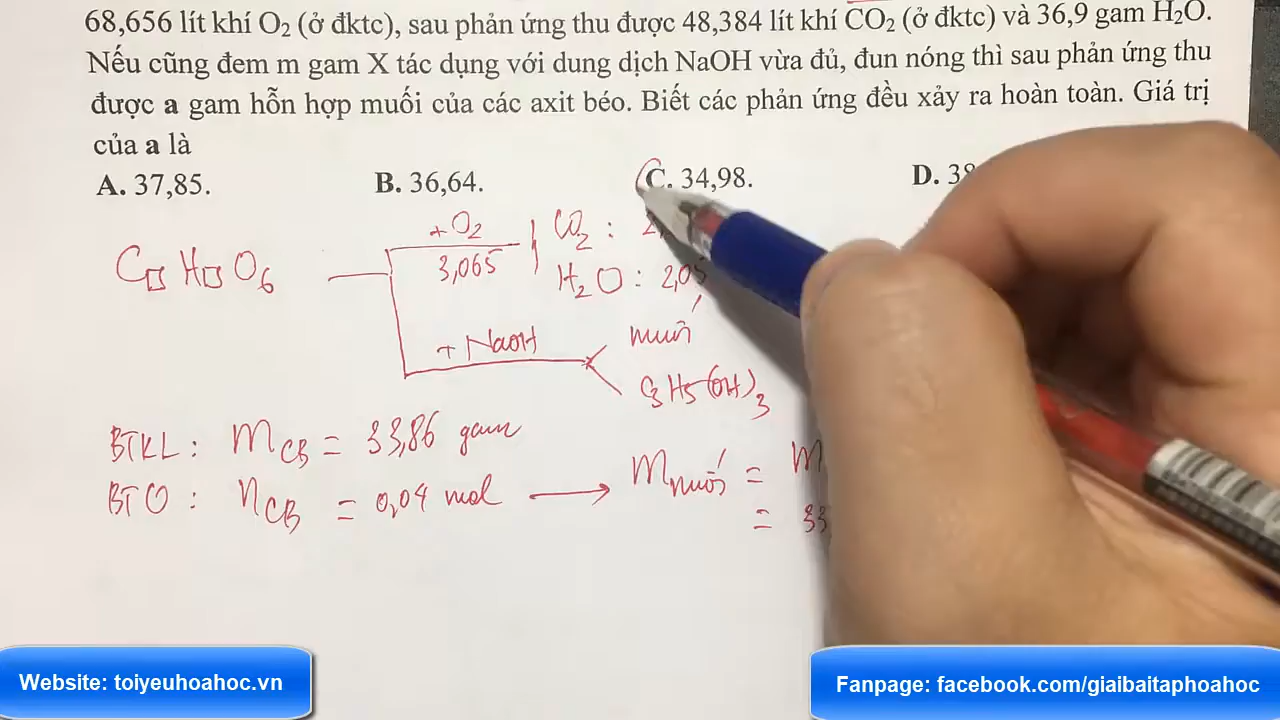 68,656 lít khí O₂ (ở đktc), sau phản ứng thu được 48,384 lít khí CO₂ (ở đktc) và 36,9 gam H₂O.
Nếu cũng đem m gam X tác dụng với dung dịch NaOH vừa đủ, đun nóng thì sau phản ứng thu
được a gam hỗn hợp muối của các axit béo. Biết các phản ứng đều xảy ra hoàn toàn. Giá trị
của a là
A. 37,85. B. 36,64. C. 34,98. D.
C□ H□ O₆
+O₂
3,065
CO₂ :
H₂O : 2,05
+ NaOH
muối
C₃H₅(OH)₃
BTKL : m_CB = 33,86 gam
BTO : n_CB = 0,04 mol → m_muối = m
= 33
Website: toiyeuhoahoc.vn
Fanpage: facebook.com/giaibaitaphoahoc